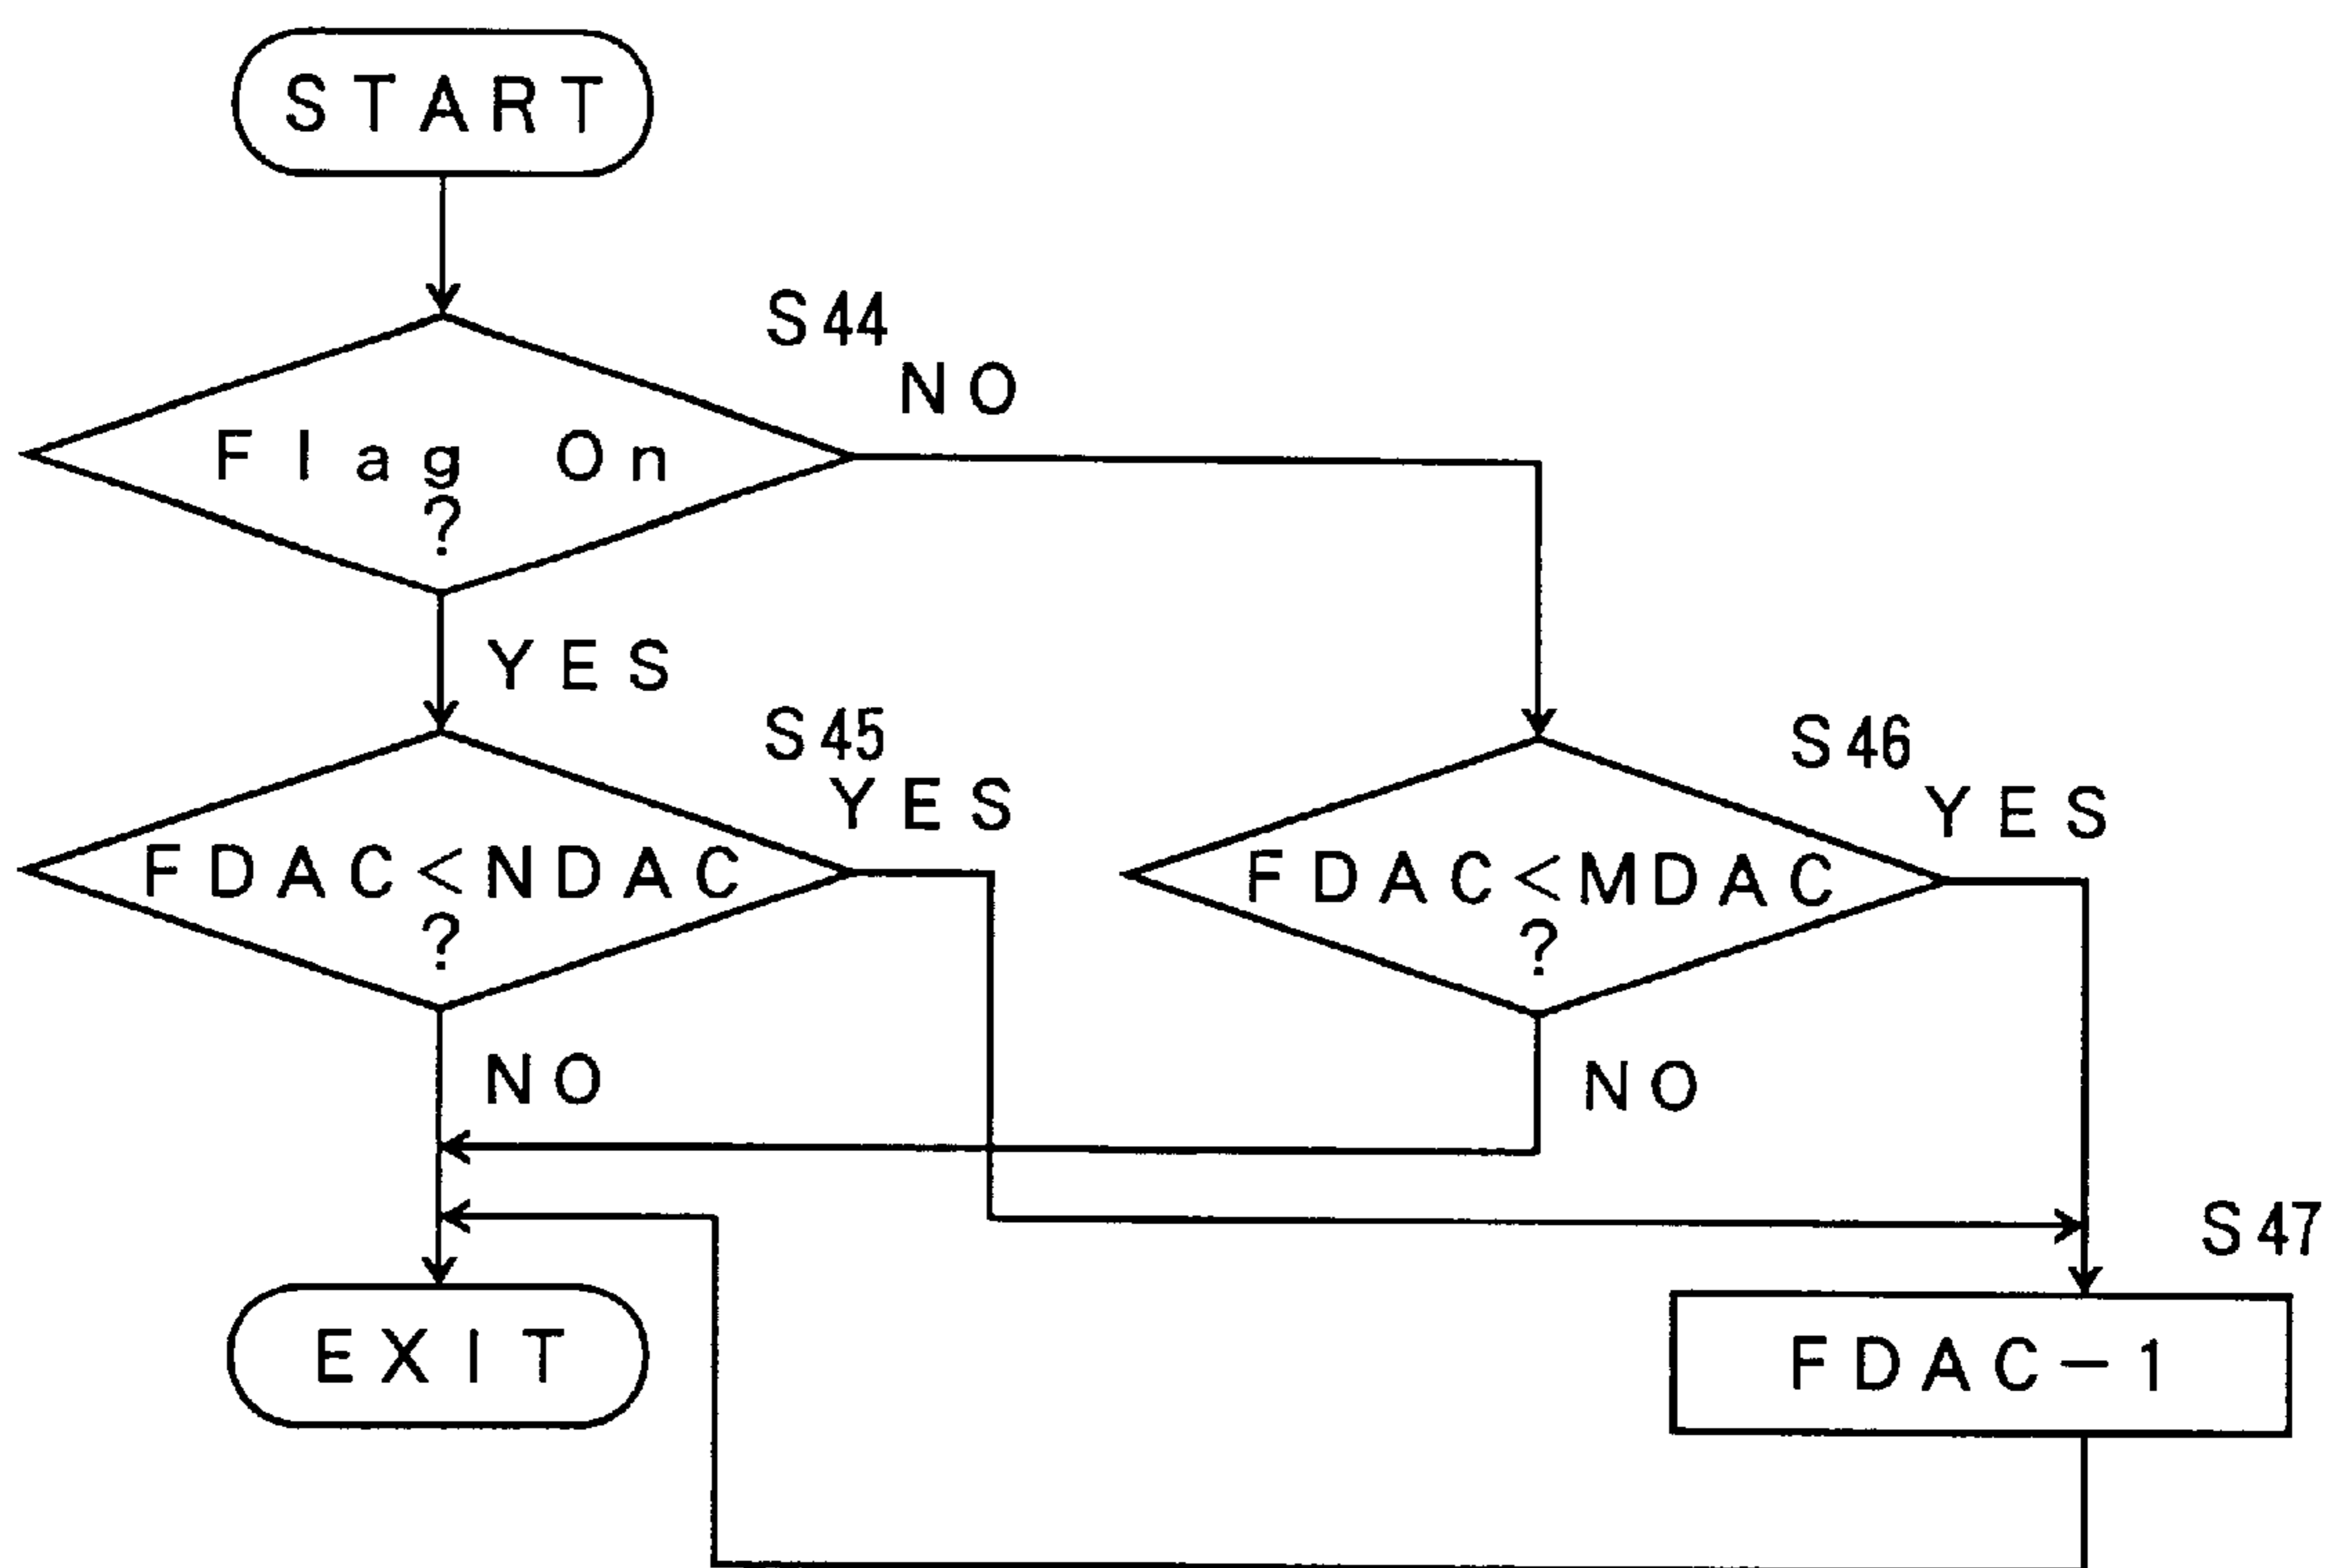 START
S44
NO
Flag On
?
YES
S45
YES
S46
YES
FDAC<NDAC
?
FDAC<MDAC
?
NO
NO
S47
EXIT
FDAC-1